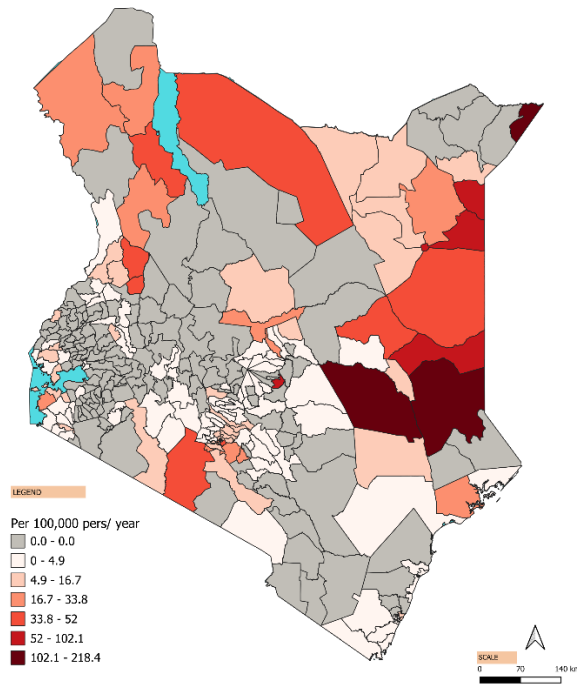 LEGEND
Per 100,000 pers/ year
0.0 - 0.0
0 - 4.9
4.9 - 16.7
16.7 - 33.8
33.8 - 52
52 - 102.1
102.1 - 218.4
SCALE
0 70 140 km